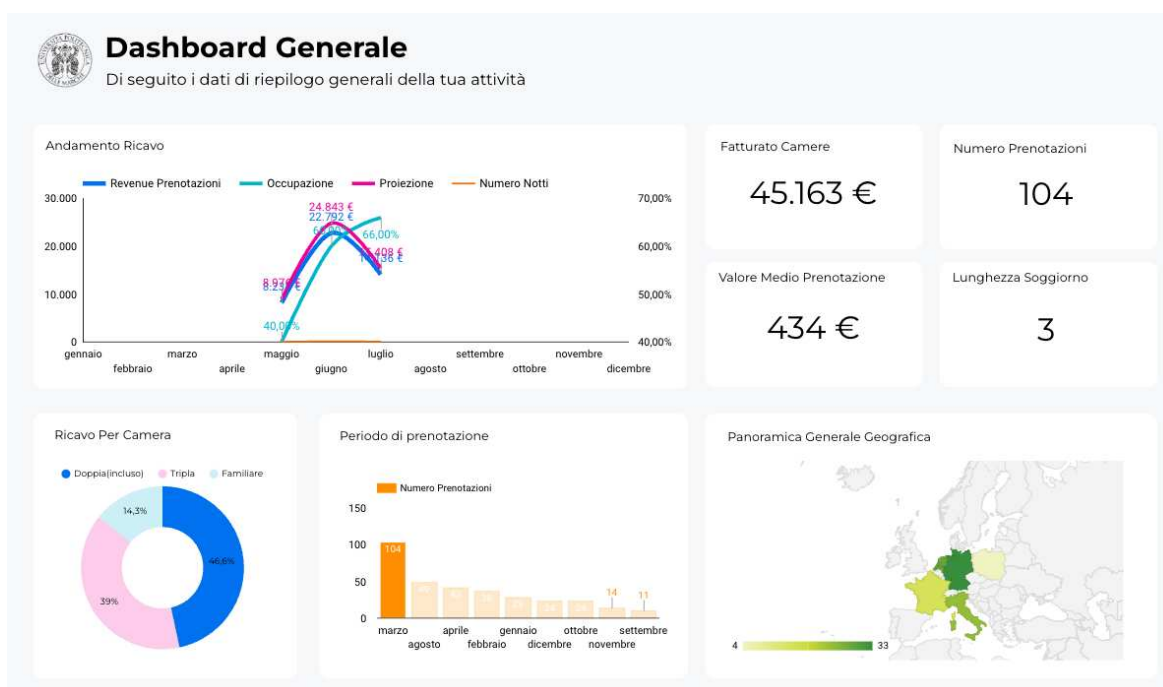 Dashboard Generale
Di seguito i dati di riepilogo generali della tua attività
Andamento Ricavo
Revenue Prenotazioni
Occupazione
Proiezione
Numero Notti
30.000
20.000
10.000
0
70,00%
60,00%
50,00%
40,00%
24.843 €
22.792 €
66,00%
40,00%
gennaio
febbraio
marzo
aprile
maggio
giugno
luglio
agosto
settembre
ottobre
novembre
dicembre
Fatturato Camere
45.163 €
Numero Prenotazioni
104
Valore Medio Prenotazione
434 €
Lunghezza Soggiorno
3
Ricavo Per Camera
Doppia(incluso)
Tripla
Familiare
14,3%
46,6%
39%
Periodo di prenotazione
Numero Prenotazioni
150
100
50
0
104
14
11
marzo
agosto
aprile
febbraio
gennaio
dicembre
ottobre
novembre
settembre
Panoramica Generale Geografica
4
33